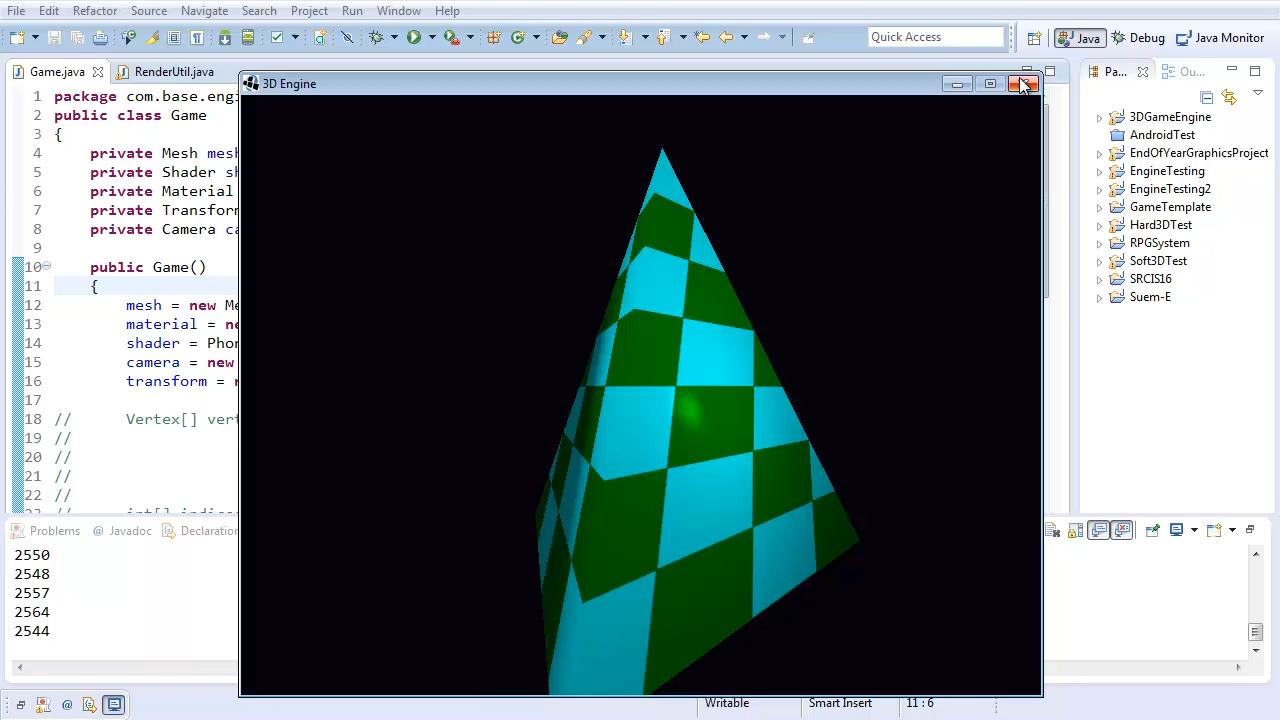 File Edit Refactor Source Navigate Search Project Run Window Help
Quick Access
Java
Debug
Java Monitor
Game.java
RenderUtil.java
3D Engine
Pa...
Ou...
1 package com.base.eng
2 public class Game
3 {
4 private Mesh mesh
5 private Shader sh
6 private Material
7 private Transform
8 private Camera ca
9
10 public Game()
11 {
12 mesh = new Me
13 material = ne
14 shader = Phon
15 camera = new
16 transform = n
17
18 // Vertex[] vert
19 //
20 //
21 //
22 //
// int[] indice
3DGameEngine
AndroidTest
EndOfYearGraphicsProject
EngineTesting
EngineTesting2
GameTemplate
Hard3DTest
RPGSystem
Soft3DTest
SRCIS16
Suem-E
Problems @ Javadoc Declaration
2550
2548
2557
2564
2544
Writable Smart Insert 11 : 6